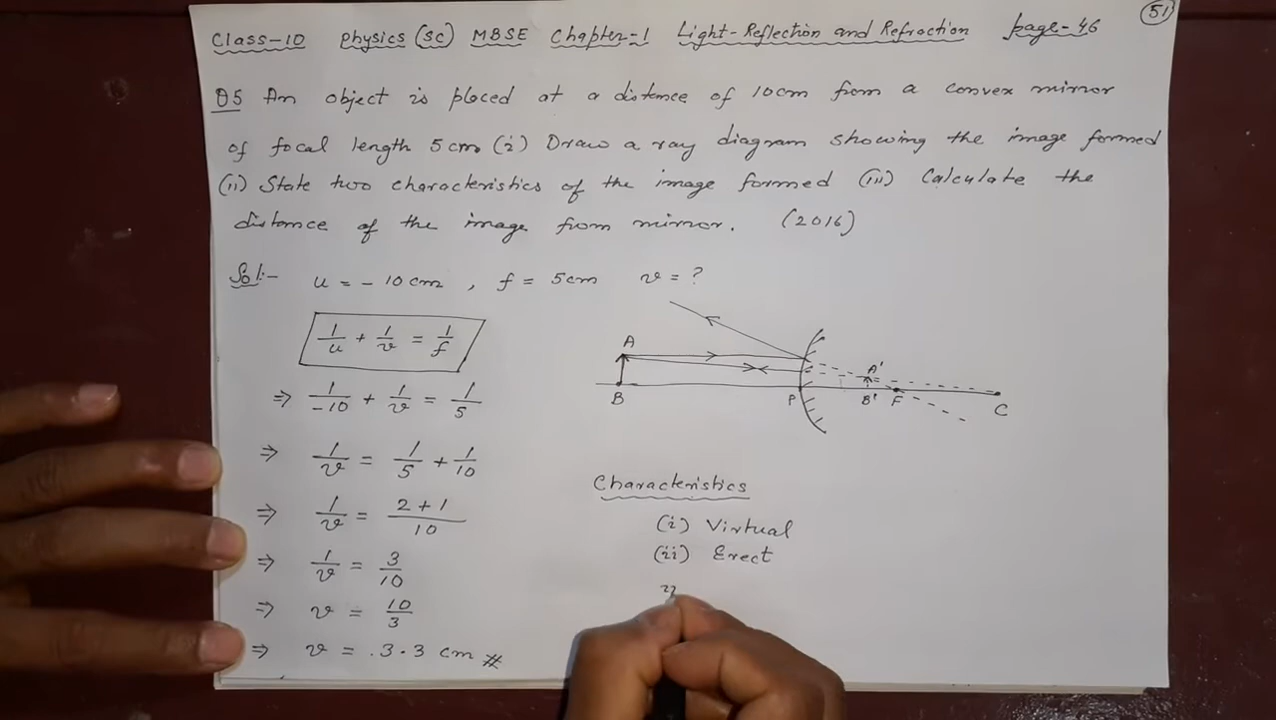 51
Class-10 Physics (SC) MBSE Chapter-1 Light-Reflection and Refraction page-46
Q5 An object is placed at a distance of 10cm from a convex mirror
of focal length 5cm (i) Draw a ray diagram showing the image formed
(ii) State two characteristics of the image formed (iii) Calculate the
distance of the image from mirror. (2016)
Sol:- u = - 10cm , f = 5cm v = ?
1/u + 1/v = 1/f
⇒ 1/-10 + 1/v = 1/5
⇒ 1/v = 1/5 + 1/10
⇒ 1/v = 2+1/10
⇒ 1/v = 3/10
⇒ v = 10/3
⇒ v = .3.3 cm #
A
A'
B P B' F C
Characteristics
(i) Virtual
(ii) Erect